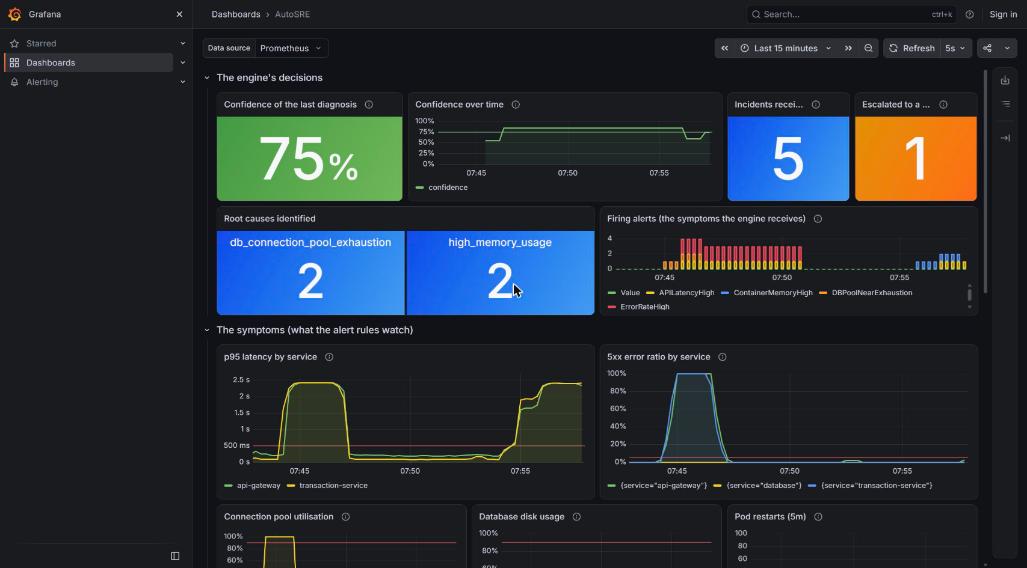 Grafana
Dashboards › AutoSRE
Search...
ctrl+k
Sign in
Starred
Dashboards
Alerting
Data source
Prometheus
Last 15 minutes
Refresh
5s
The engine's decisions
Confidence of the last diagnosis
75%
Confidence over time
100%
75%
50%
25%
0%
07:45
07:50
07:55
confidence
Incidents recei...
5
Escalated to a ...
1
Root causes identified
db_connection_pool_exhaustion
2
high_memory_usage
2
Firing alerts (the symptoms the engine receives)
4
2
0
07:45
07:50
07:55
Value
APILatencyHigh
ContainerMemoryHigh
DBPoolNearExhaustion
ErrorRateHigh
The symptoms (what the alert rules watch)
p95 latency by service
2.5 s
2 s
1.5 s
1 s
500 ms
0 s
07:45
07:50
07:55
api-gateway
transaction-service
5xx error ratio by service
100%
80%
60%
40%
20%
0%
07:45
07:50
07:55
{service="api-gateway"}
{service="database"}
{service="transaction-service"}
Connection pool utilisation
100%
80%
60%
Database disk usage
100%
80%
Pod restarts (5m)
100
80
60